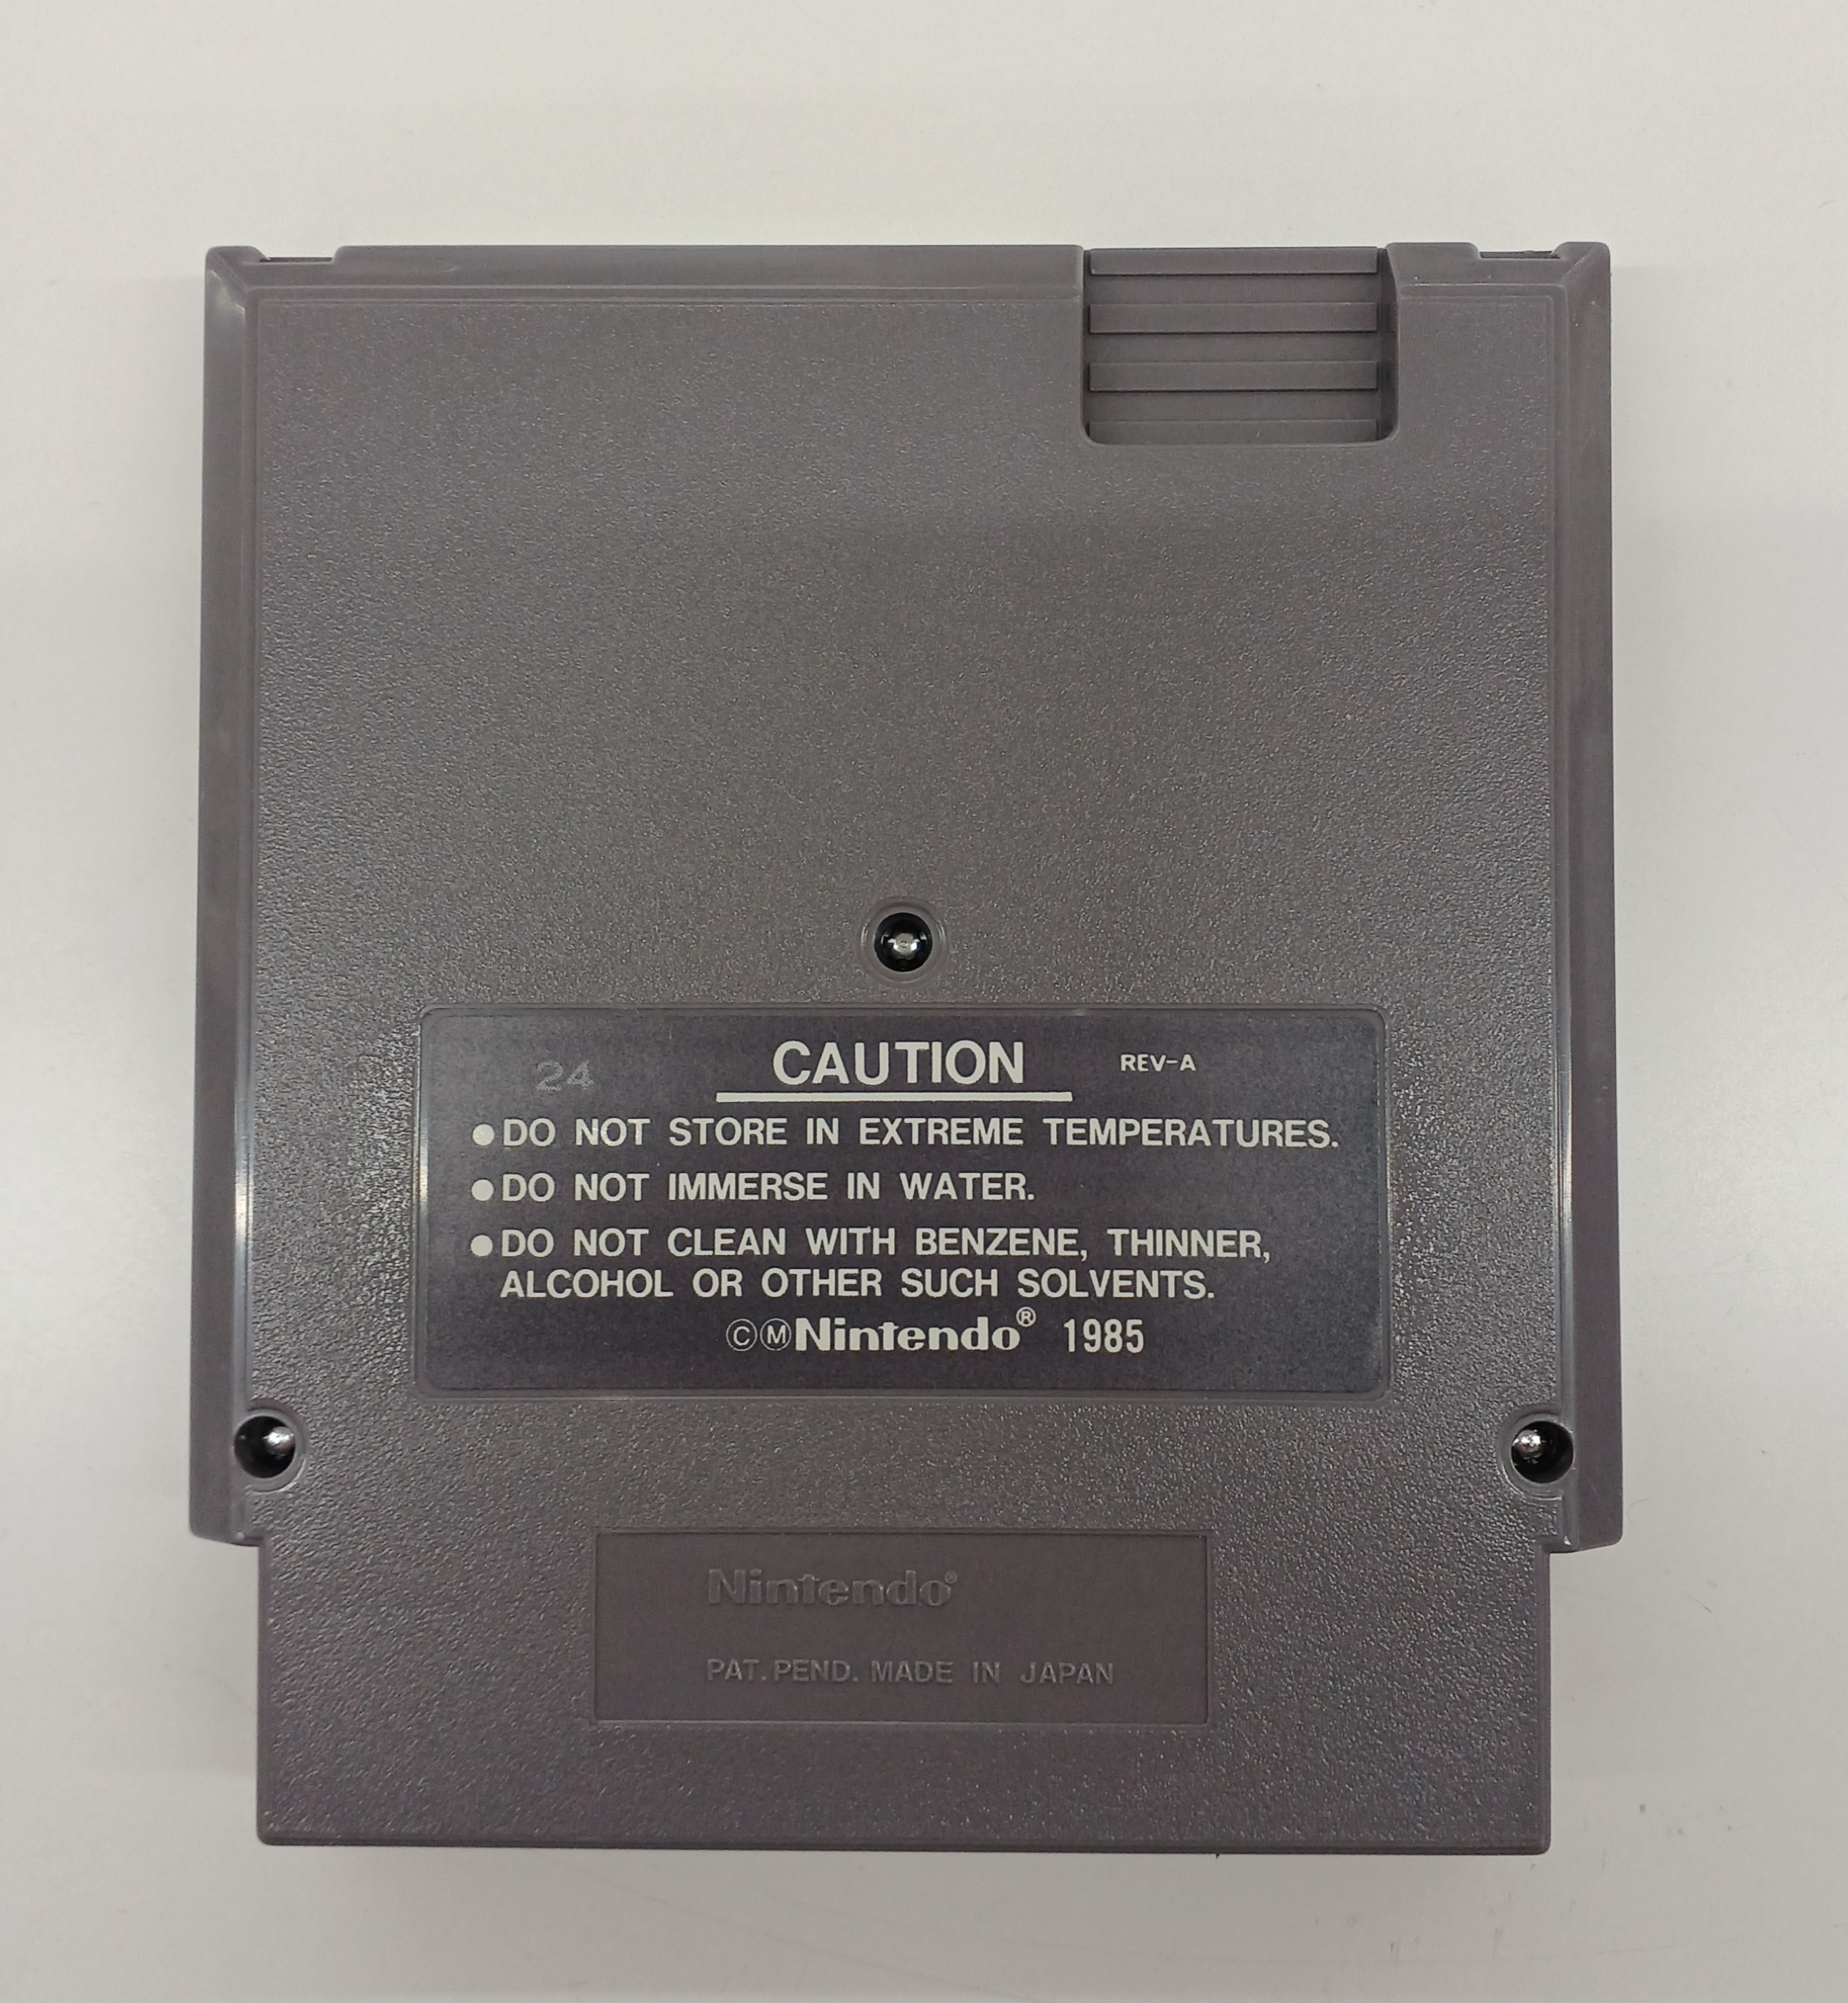 24 CAUTION REV-A
●DO NOT STORE IN EXTREME TEMPERATURES.
●DO NOT IMMERSE IN WATER.
●DO NOT CLEAN WITH BENZENE, THINNER,
ALCOHOL OR OTHER SUCH SOLVENTS.
ⒸⓂNintendo® 1985
Nintendo®
PAT. PEND. MADE IN JAPAN